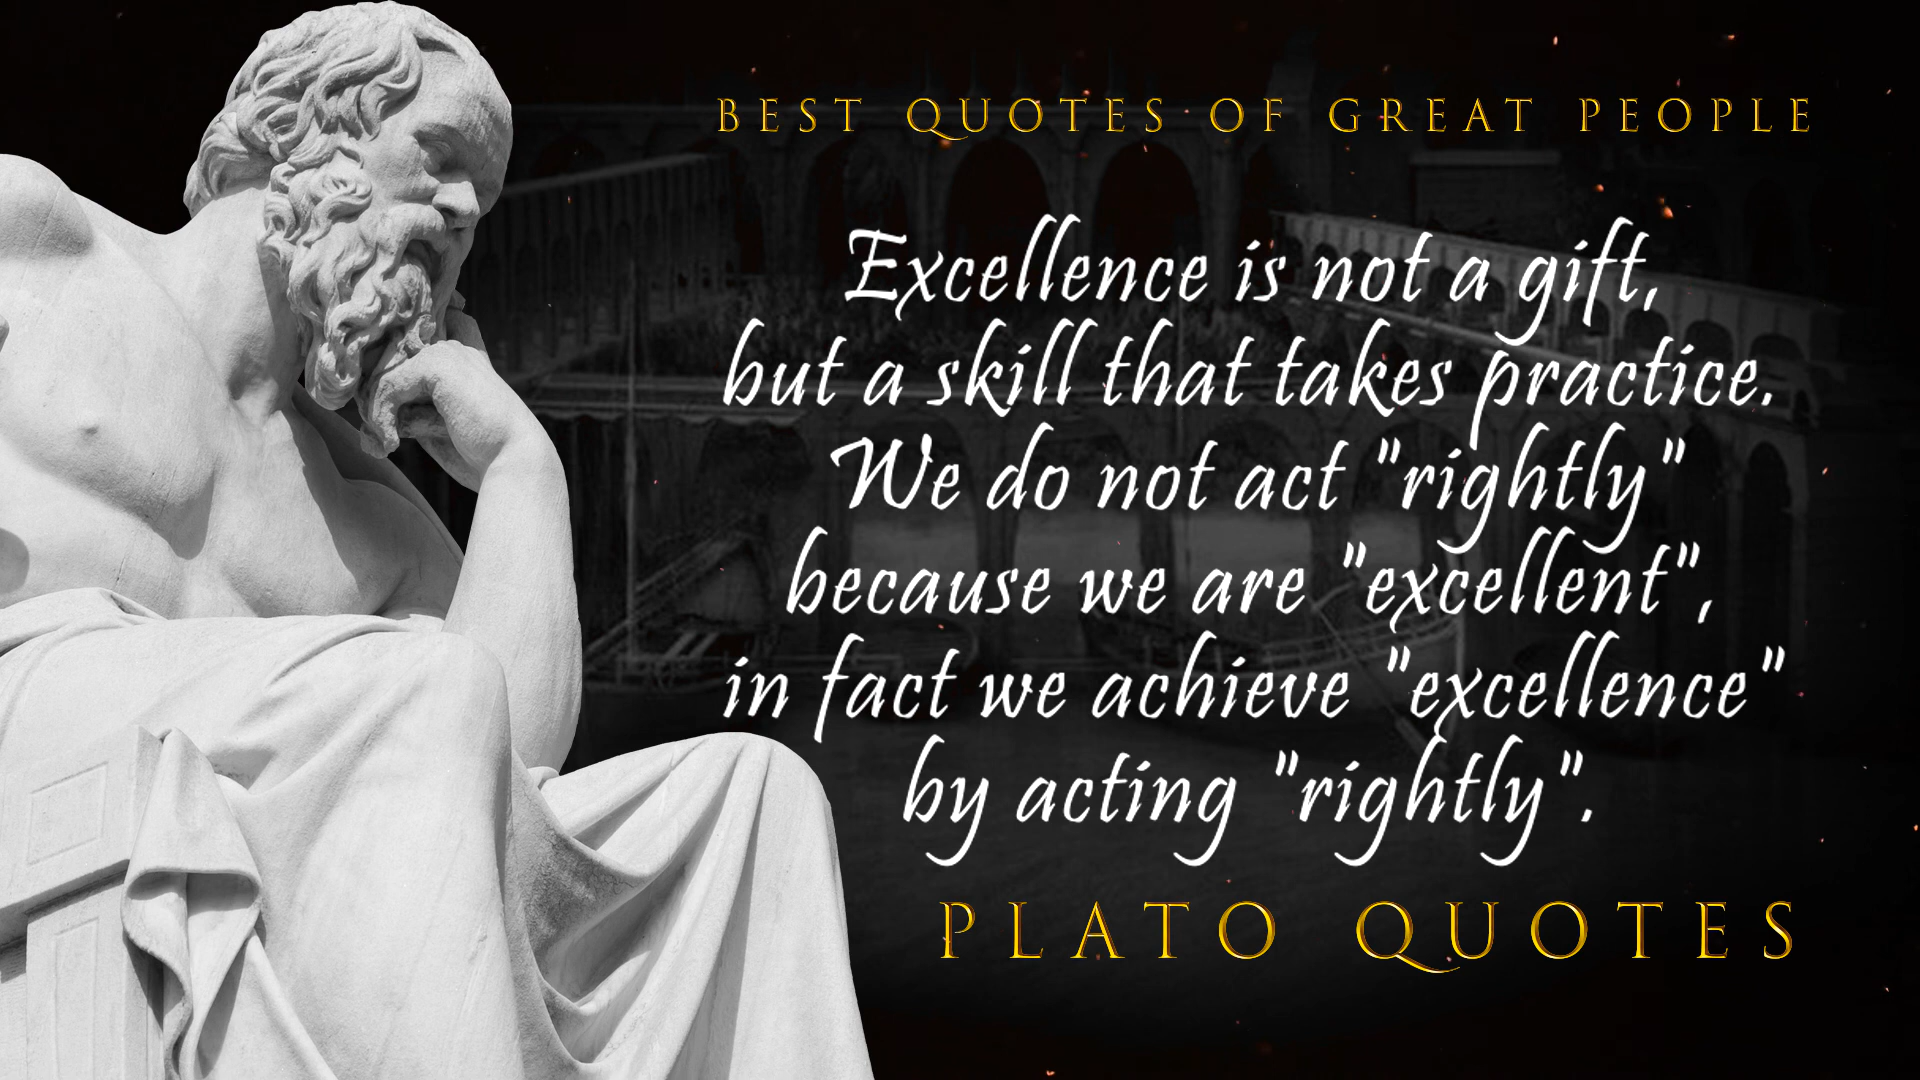 BEST QUOTES OF GREAT PEOPLE
Excellence is not a gift,
but a skill that takes practice.
We do not act "rightly"
because we are "excellent",
in fact we achieve "excellence"
by acting "rightly".
PLATO QUOTES